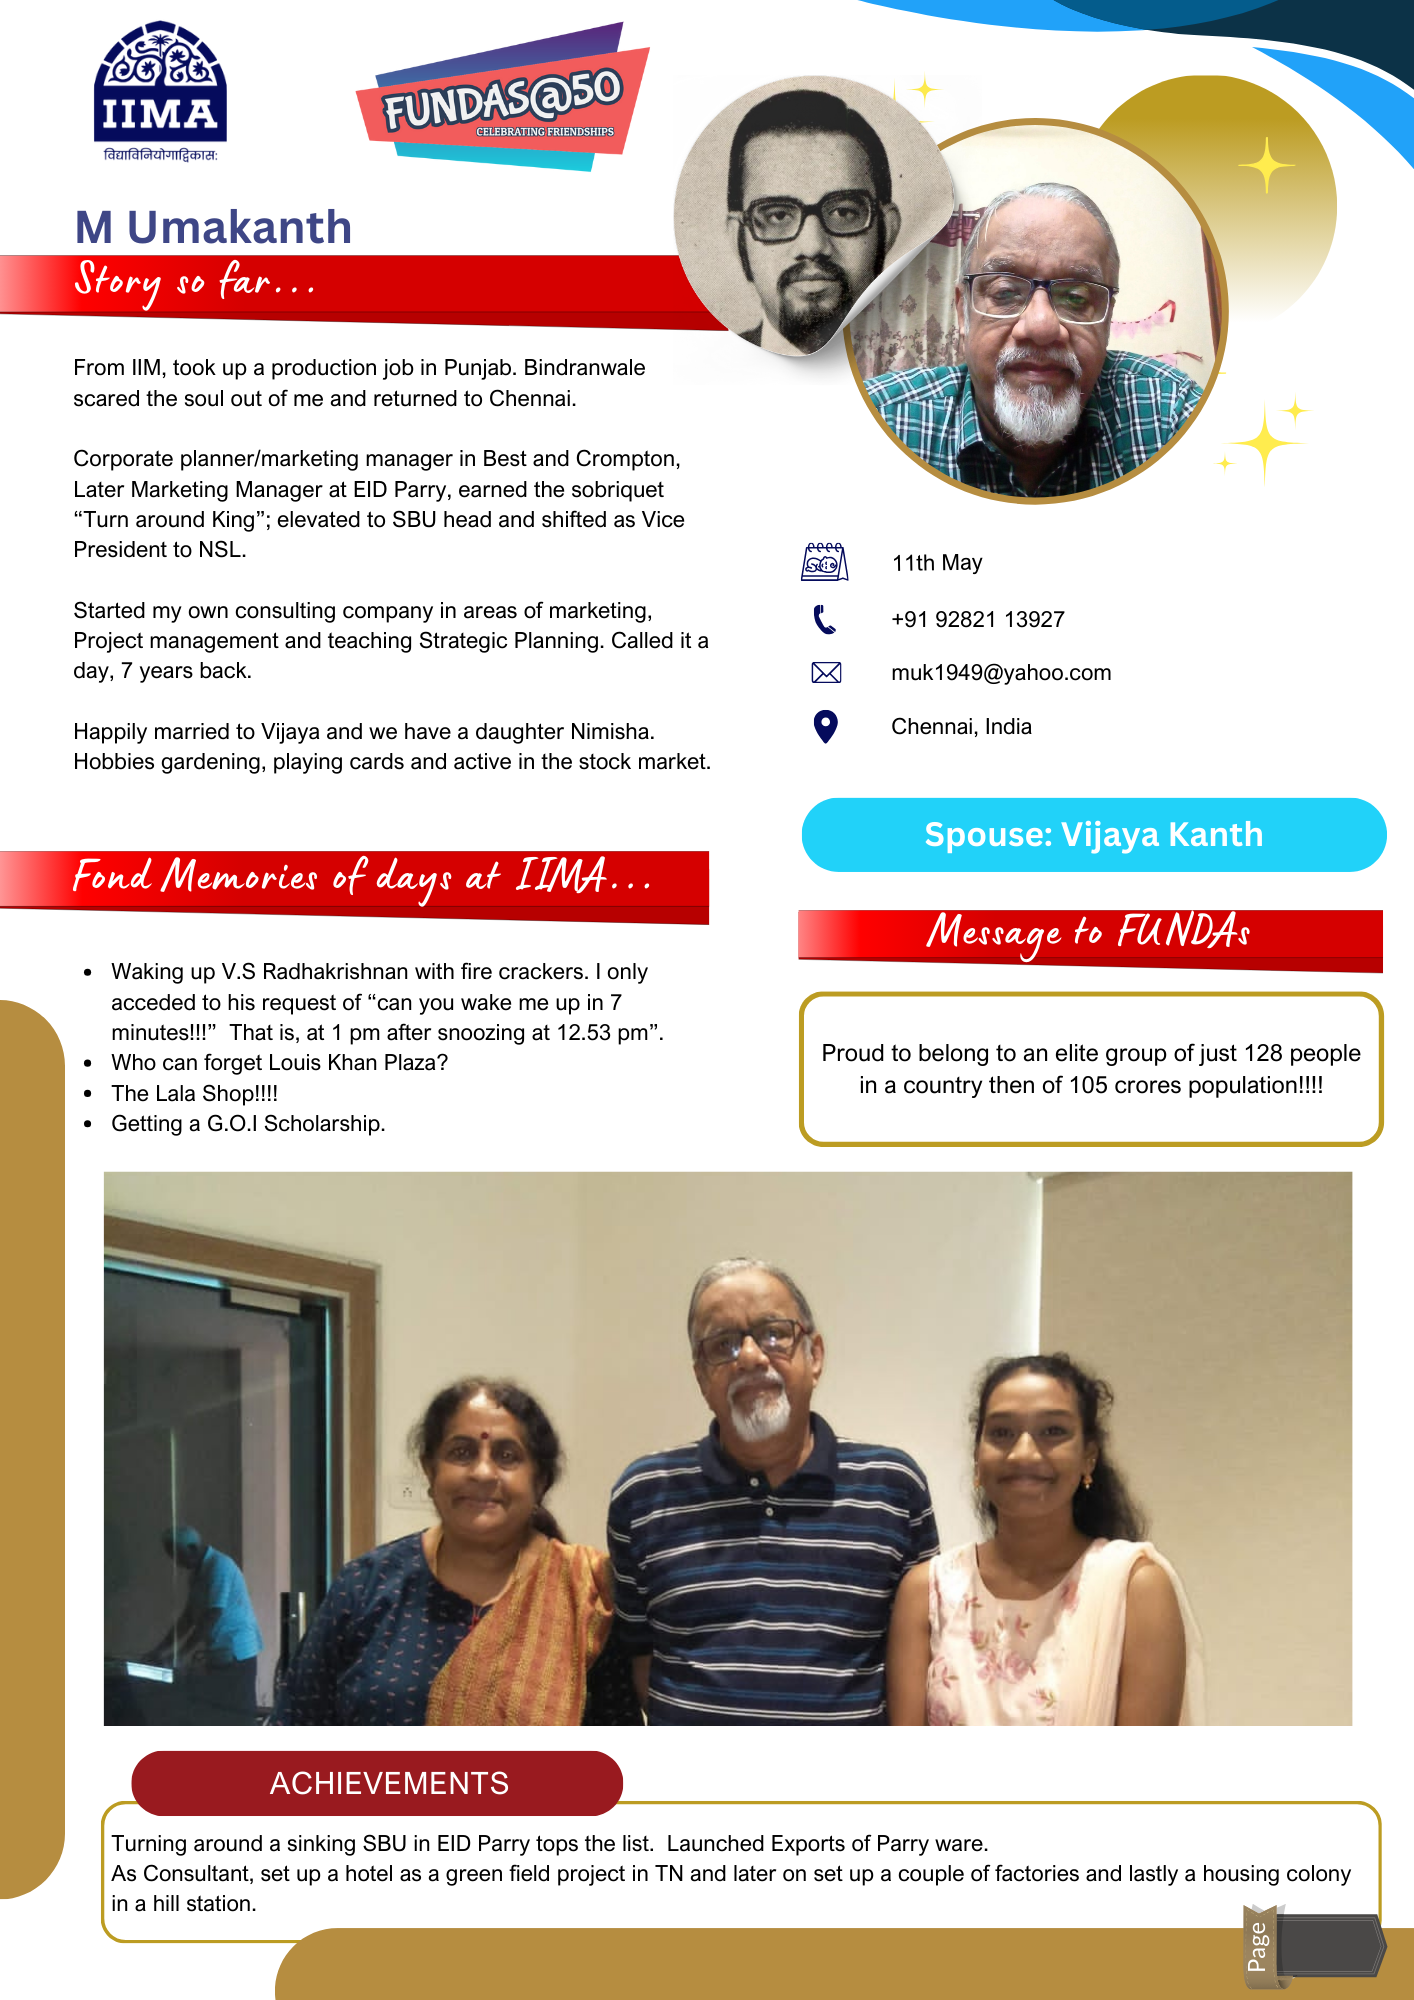 IIMA
विद्याविनियोगाद्विकास:
FUNDAS@50
CELEBRATING FRIENDSHIPS
M Umakanth
Story so far...
From IIM, took up a production job in Punjab. Bindranwale
scared the soul out of me and returned to Chennai.
Corporate planner/marketing manager in Best and Crompton,
Later Marketing Manager at EID Parry, earned the sobriquet
“Turn around King”; elevated to SBU head and shifted as Vice
President to NSL.
Started my own consulting company in areas of marketing,
Project management and teaching Strategic Planning. Called it a
day, 7 years back.
Happily married to Vijaya and we have a daughter Nimisha.
Hobbies gardening, playing cards and active in the stock market.
11th May
+91 92821 13927
muk1949@yahoo.com
Chennai, India
Spouse: Vijaya Kanth
Fond Memories of days at IIMA...
• Waking up V.S Radhakrishnan with fire crackers. I only
acceded to his request of “can you wake me up in 7
minutes!!!”  That is, at 1 pm after snoozing at 12.53 pm”.
• Who can forget Louis Khan Plaza?
• The Lala Shop!!!!
• Getting a G.O.I Scholarship.
Message to FUNDAs
Proud to belong to an elite group of just 128 people
in a country then of 105 crores population!!!!
ACHIEVEMENTS
Turning around a sinking SBU in EID Parry tops the list.  Launched Exports of Parry ware.
As Consultant, set up a hotel as a green field project in TN and later on set up a couple of factories and lastly a housing colony
in a hill station.
Page